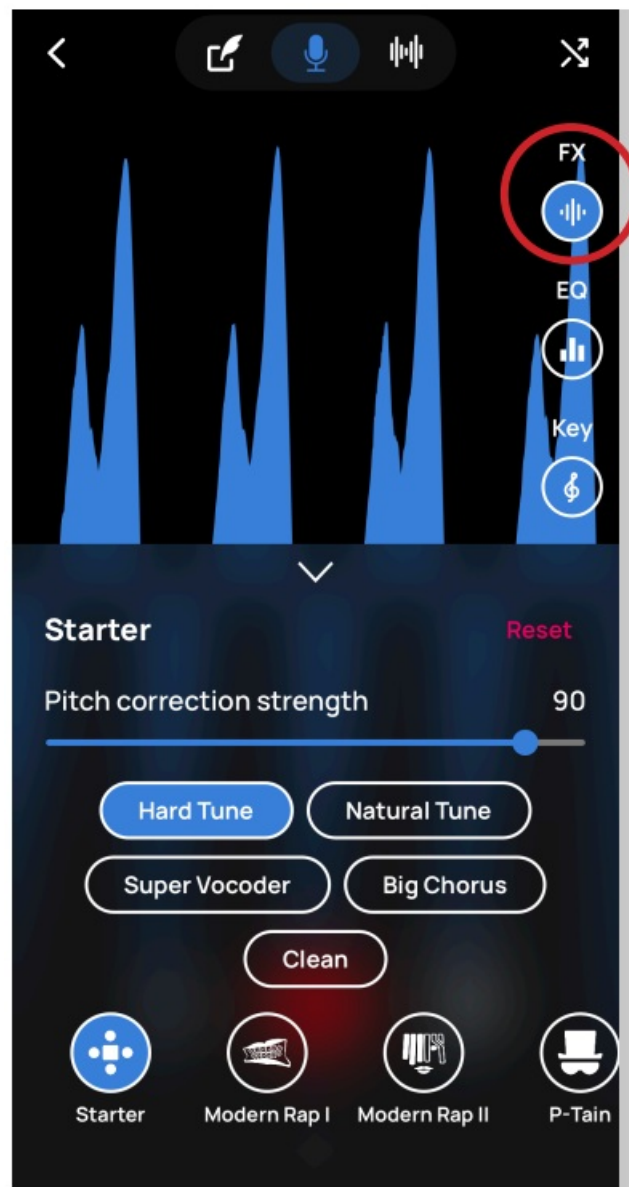 FX
EQ
Key
Starter Reset
Pitch correction strength 90
Hard Tune Natural Tune
Super Vocoder Big Chorus
Clean
Starter Modern Rap I Modern Rap II P-Tain